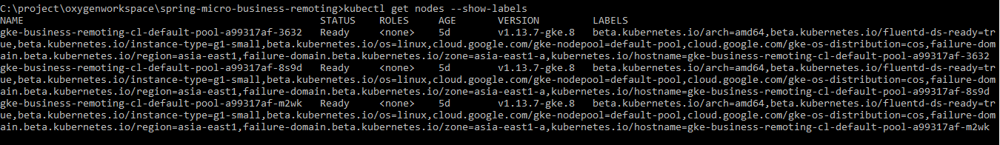 C:\project\oxygenworkspace\spring-micro-business-remoting>kubectl get nodes --show-labels
NAME STATUS ROLES AGE VERSION LABELS
gke-business-remoting-cl-default-pool-a99317af-3632 Ready <none> 5d v1.13.7-gke.8 beta.kubernetes.io/arch=amd64,beta.kubernetes.io/fluentd-ds-ready=tr
ue,beta.kubernetes.io/instance-type=g1-small,beta.kubernetes.io/os=linux,cloud.google.com/gke-nodepool=default-pool,cloud.google.com/gke-os-distribution=cos,failure-dom
ain.beta.kubernetes.io/region=asia-east1,failure-domain.beta.kubernetes.io/zone=asia-east1-a,kubernetes.io/hostname=gke-business-remoting-cl-default-pool-a99317af-3632
gke-business-remoting-cl-default-pool-a99317af-8s9d Ready <none> 5d v1.13.7-gke.8 beta.kubernetes.io/arch=amd64,beta.kubernetes.io/fluentd-ds-ready=tr
ue,beta.kubernetes.io/instance-type=g1-small,beta.kubernetes.io/os=linux,cloud.google.com/gke-nodepool=default-pool,cloud.google.com/gke-os-distribution=cos,failure-dom
ain.beta.kubernetes.io/region=asia-east1,failure-domain.beta.kubernetes.io/zone=asia-east1-a,kubernetes.io/hostname=gke-business-remoting-cl-default-pool-a99317af-8s9d
gke-business-remoting-cl-default-pool-a99317af-m2wk Ready <none> 5d v1.13.7-gke.8 beta.kubernetes.io/arch=amd64,beta.kubernetes.io/fluentd-ds-ready=tr
ue,beta.kubernetes.io/instance-type=g1-small,beta.kubernetes.io/os=linux,cloud.google.com/gke-nodepool=default-pool,cloud.google.com/gke-os-distribution=cos,failure-dom
ain.beta.kubernetes.io/region=asia-east1,failure-domain.beta.kubernetes.io/zone=asia-east1-a,kubernetes.io/hostname=gke-business-remoting-cl-default-pool-a99317af-m2wk